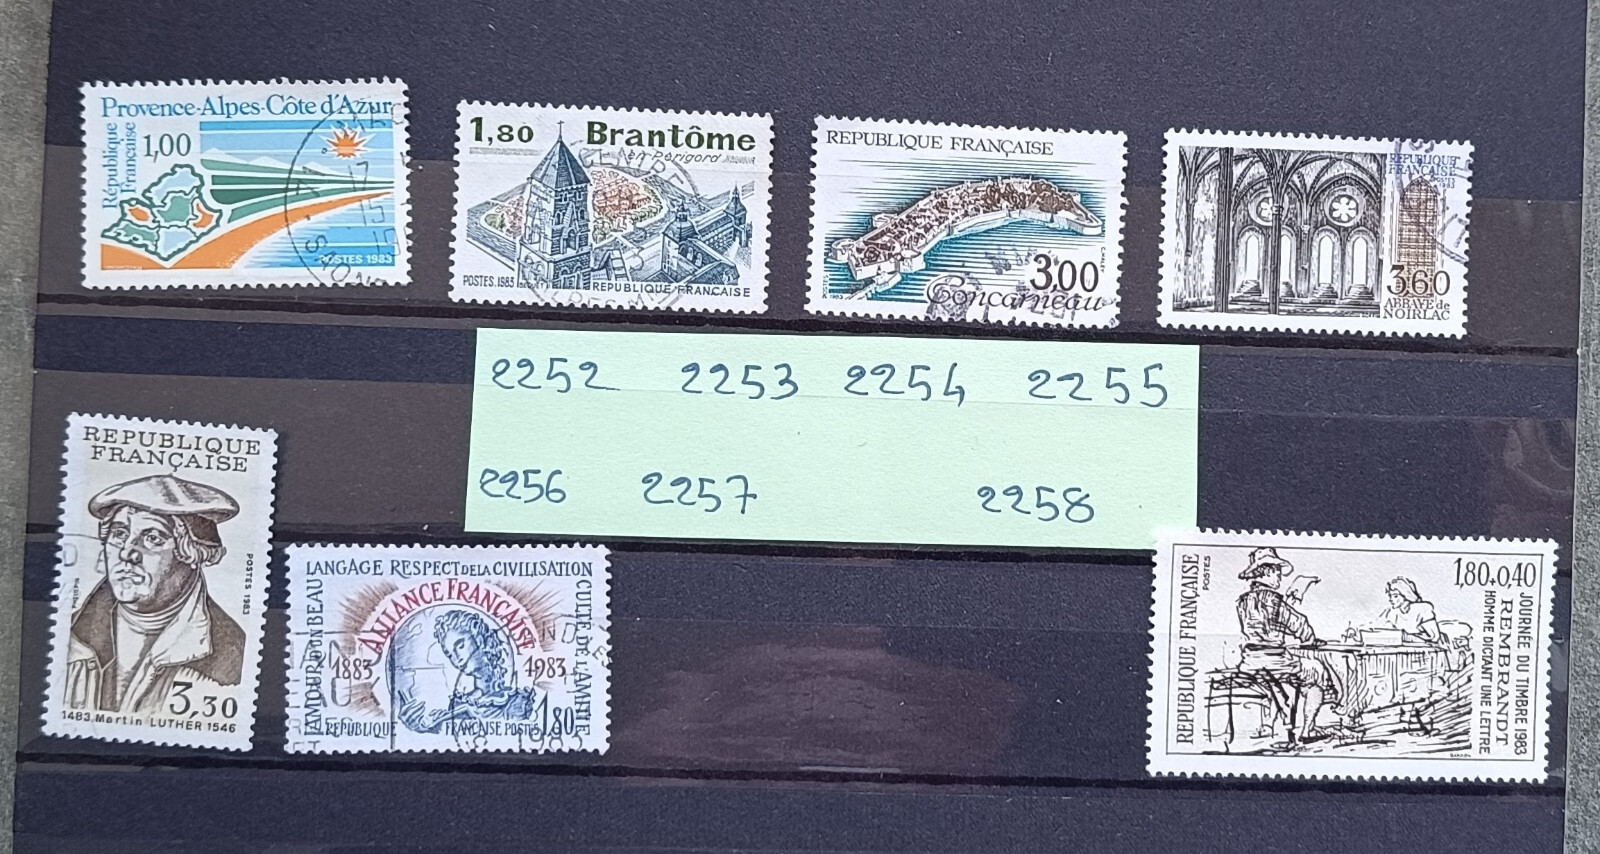 Provence-Alpes-Côte d'Azur
République Française
1,00
POSTES 1983
1,80 Brantôme
en Périgord
POSTES.1983
REPUBLIQUE FRANÇAISE
REPUBLIQUE FRANÇAISE
3,00
Concarneau
REPUBLIQUE
FRANÇAISE
3,60
ABBAYE de
NOIRLAC
2252 2253 2254 2255
2256 2257 2258
REPUBLIQUE
FRANÇAISE
POSTES 1983
3,30
1483.Martin LUTHER 1546
L'AMOUR D'UN BEAU
LANGAGE RESPECT DE LA CIVILISATION
CULTE DE L'AMITIE
ALLIANCE FRANÇAISE
1883 1983
REPUBLIQUE FRANÇAISE POSTES 1,80
REPUBLIQUE FRANÇAISE
POSTES
1,80+0,40
JOURNÉE DU TIMBRE 1983
REMBRANDT
HOMME DICTANT UNE LETTRE